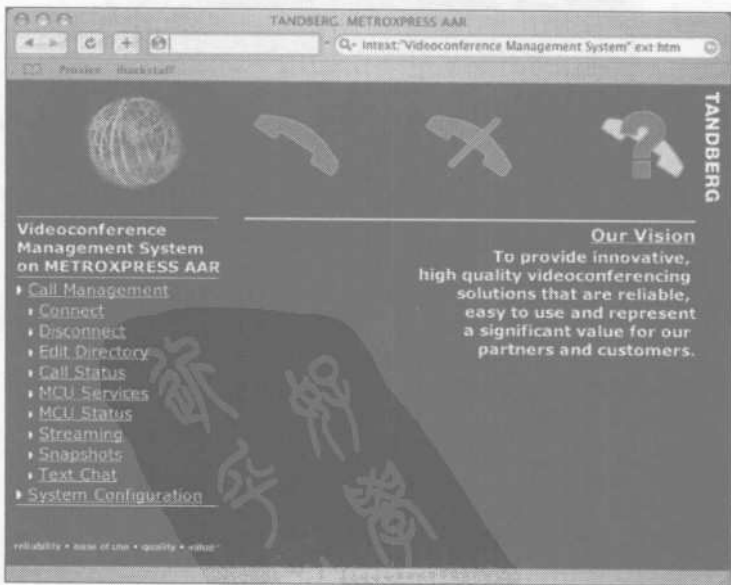 TANDBERG METROXPRESS AAR
Intext:"Videoconference Management System" ext:htm
Proxies ihackstuff
TANDBERG
Videoconference
Management System
on METROXPRESS AAR
Call Management
Connect
Disconnect
Edit Directory
Call Status
MCU Services
MCU Status
Streaming
Snapshots
Text Chat
System Configuration
Our Vision
To provide innovative,
high quality videoconferencing
solutions that are reliable,
easy to use and represent
a significant value for our
partners and customers.
reliability • ease of use • quality • value